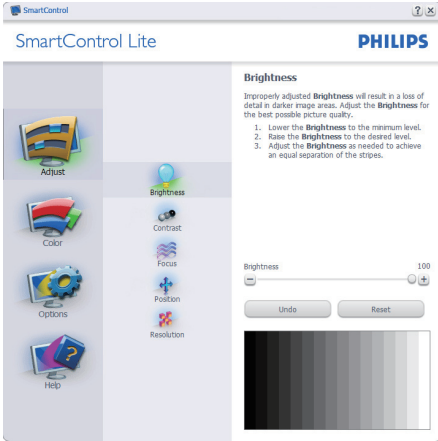 SmartControl
SmartControl Lite
PHILIPS
Adjust
Color
Options
Help
Brightness
Contrast
Focus
Position
Resolution
Brightness
Improperly adjusted Brightness will result in a loss of
detail in darker image areas. Adjust the Brightness for
the best possible picture quality.
1. Lower the Brightness to the minimum level.
2. Raise the Brightness to the desired level.
3. Adjust the Brightness as needed to achieve
an equal separation of the stripes.
Brightness 100
Undo Reset